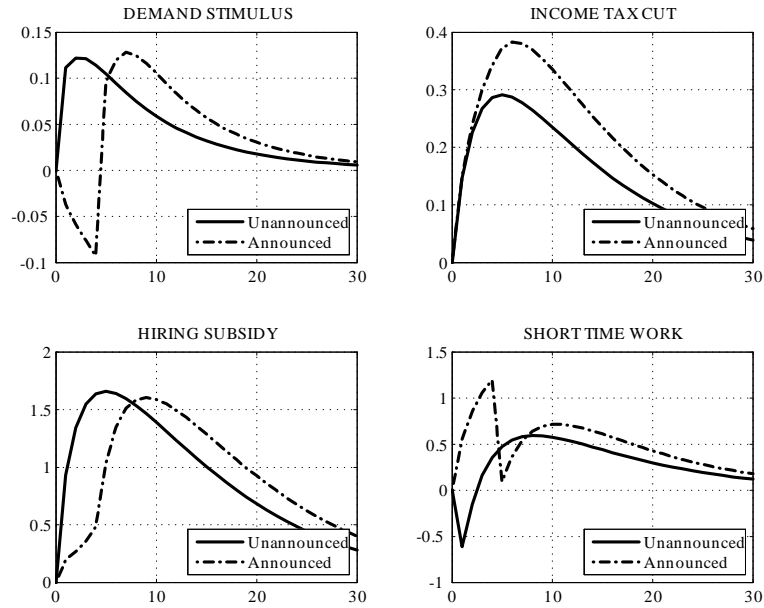 DEMAND STIMULUS
0.15
0.1
0.05
0
-0.05
-0.1
0 10 20 30
Unannounced
Announced
INCOME TAX CUT
0.4
0.3
0.2
0.1
0
0 10 20 30
Unannounced
Announced
HIRING SUBSIDY
2
1.5
1
0.5
0
0 10 20 30
Unannounced
Announced
SHORT TIME WORK
1.5
1
0.5
0
-0.5
-1
0 10 20 30
Unannounced
Announced